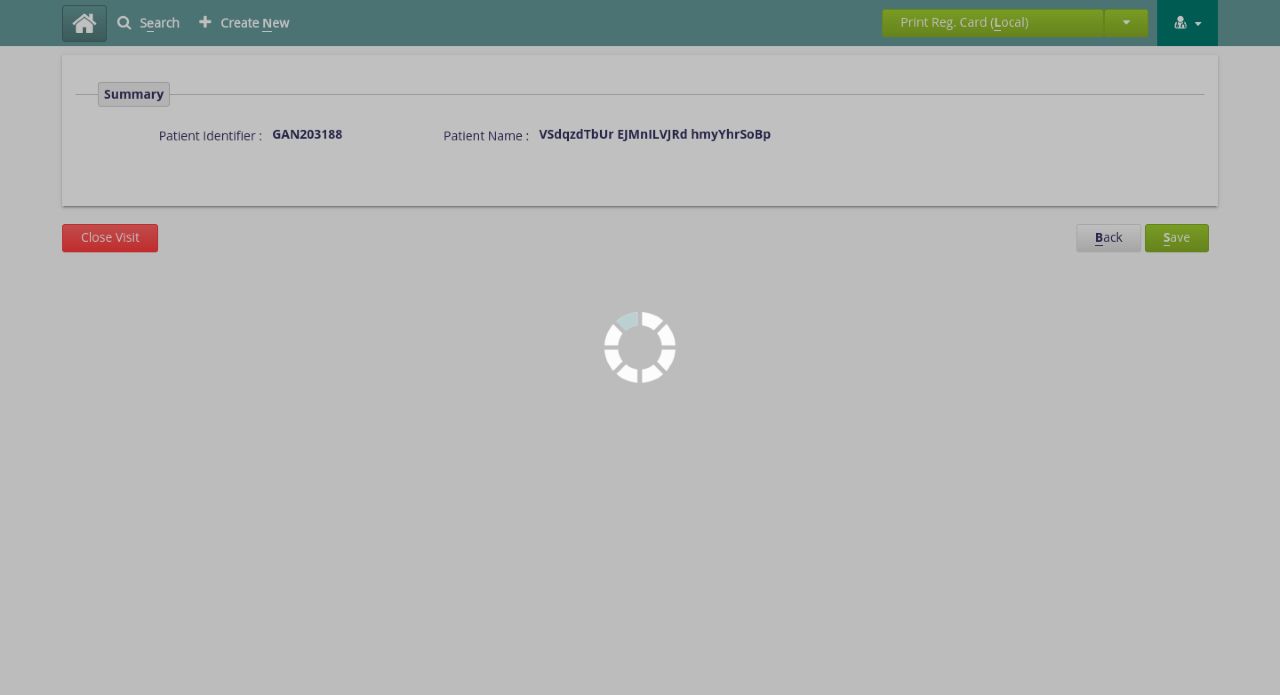 Search
Create New
Print Reg. Card (Local)
Summary
Patient Identifier : GAN203188
Patient Name : VSdqzdTbUr EJMnILVJRd hmyYhrSoBp
Close Visit
Back
Save